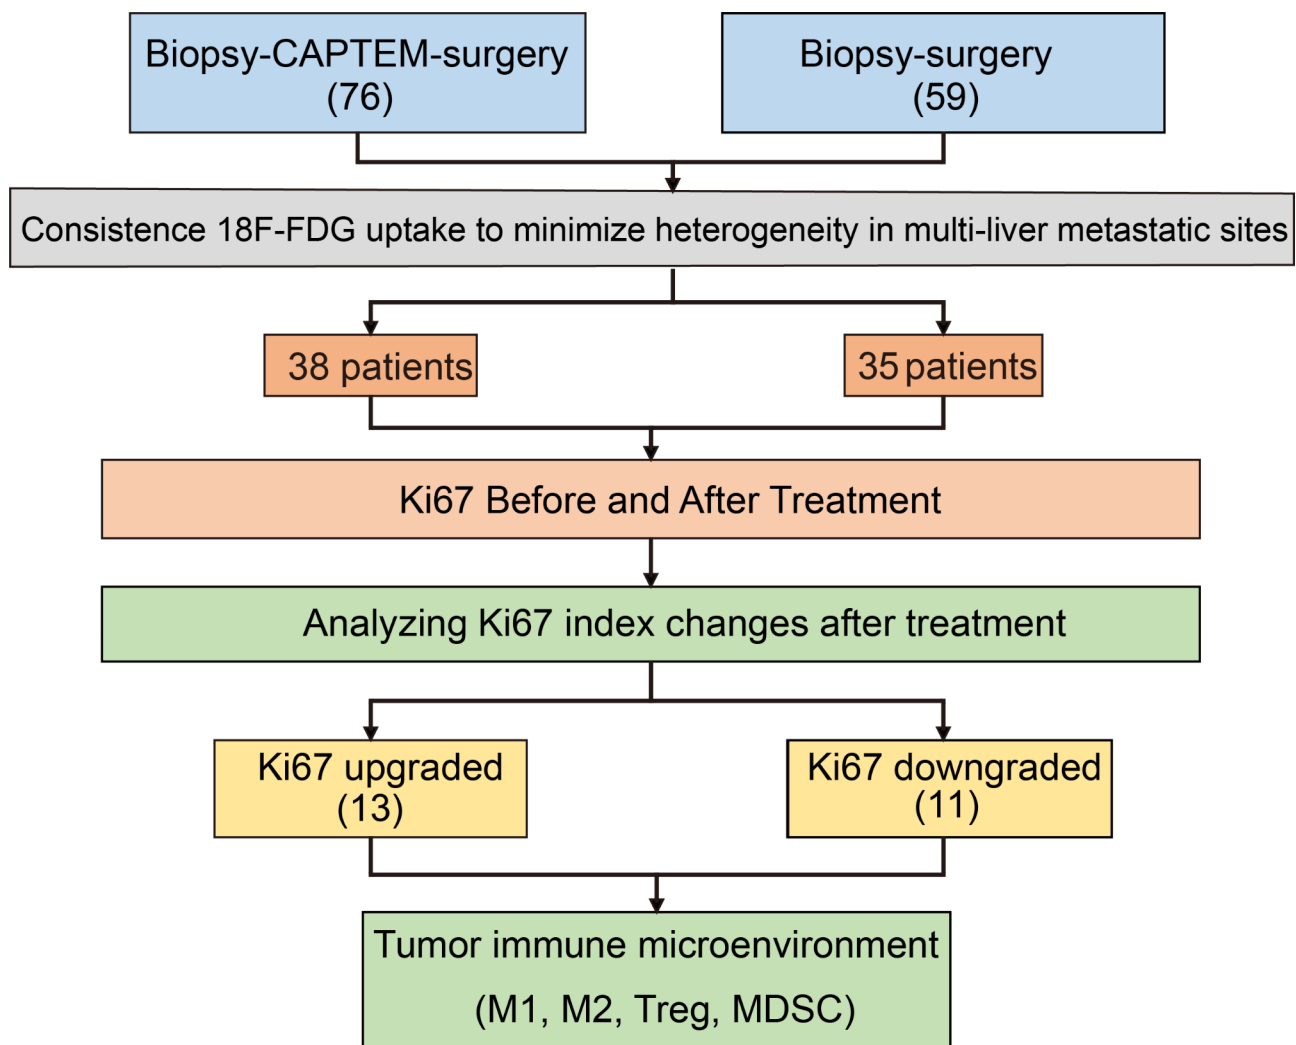 Biopsy-CAPTEM-surgery
(76)
Biopsy-surgery
(59)
Consistence 18F-FDG uptake to minimize heterogeneity in multi-liver metastatic sites
38 patients
35 patients
Ki67 Before and After Treatment
Analyzing Ki67 index changes after treatment
Ki67 upgraded
(13)
Ki67 downgraded
(11)
Tumor immune microenvironment
(M1, M2, Treg, MDSC)